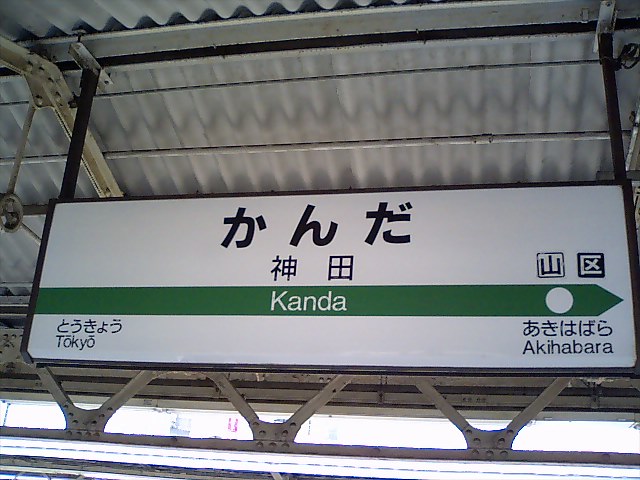 かんだ
神田
山 区
Kanda
とうきょう
Tōkyō
あきはばら
Akihabara